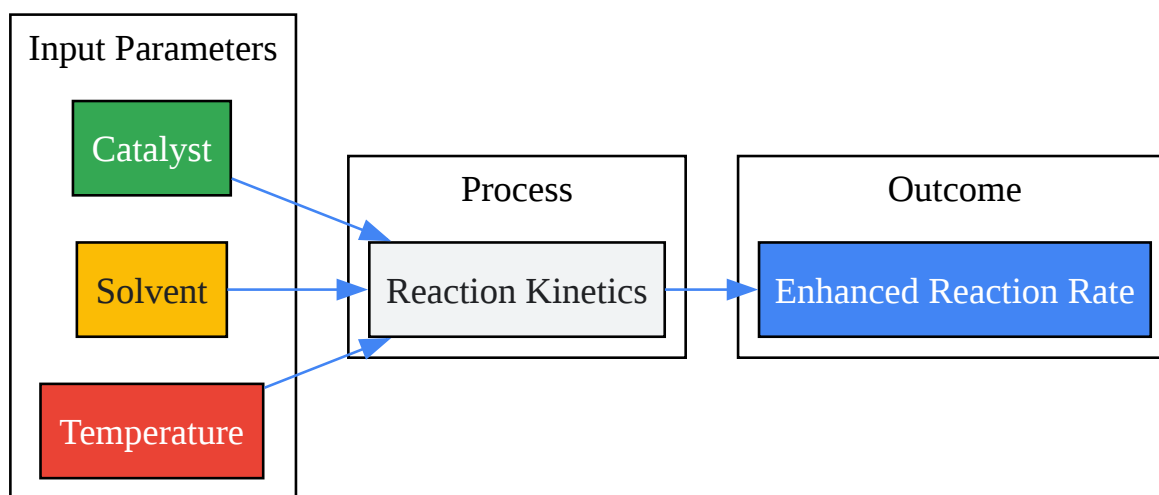 Input Parameters
Catalyst
Solvent
Temperature
Process
Reaction Kinetics
Outcome
Enhanced Reaction Rate